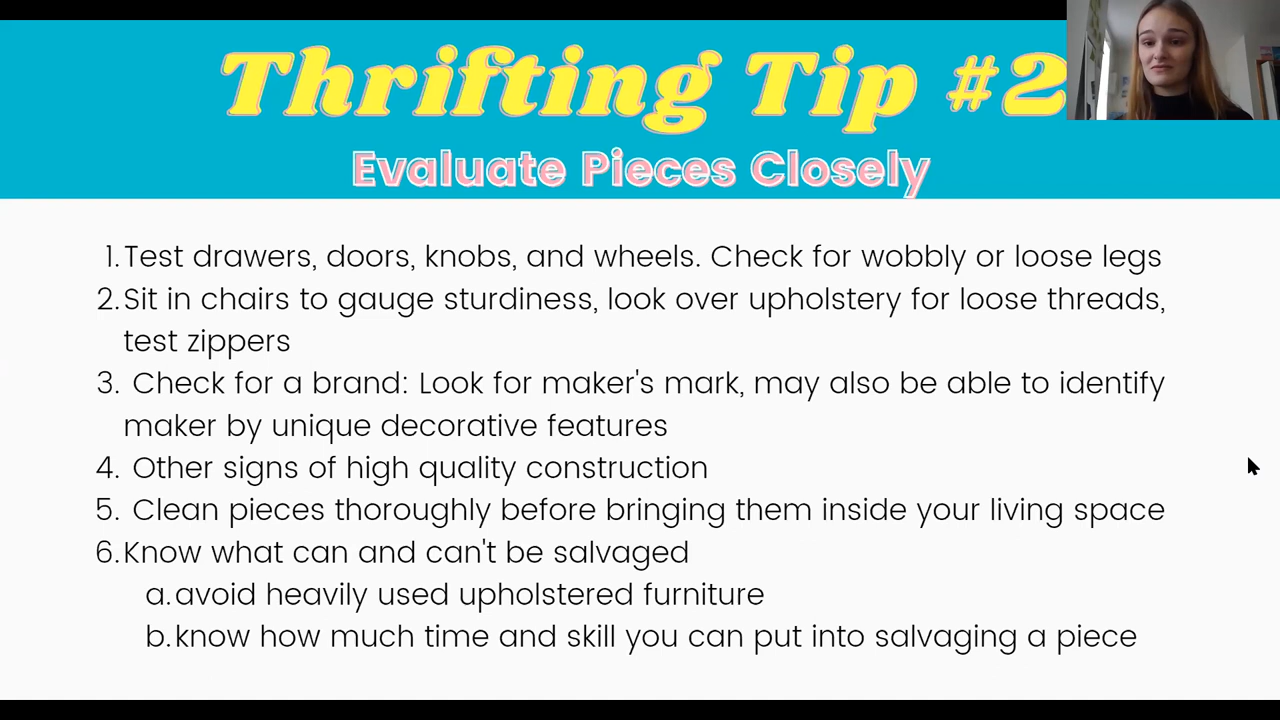 Thrifting Tip #2
Evaluate Pieces Closely
1. Test drawers, doors, knobs, and wheels. Check for wobbly or loose legs
2. Sit in chairs to gauge sturdiness, look over upholstery for loose threads,
test zippers
3. Check for a brand: Look for maker's mark, may also be able to identify
maker by unique decorative features
4. Other signs of high quality construction
5. Clean pieces thoroughly before bringing them inside your living space
6. Know what can and can't be salvaged
a. avoid heavily used upholstered furniture
b. know how much time and skill you can put into salvaging a piece